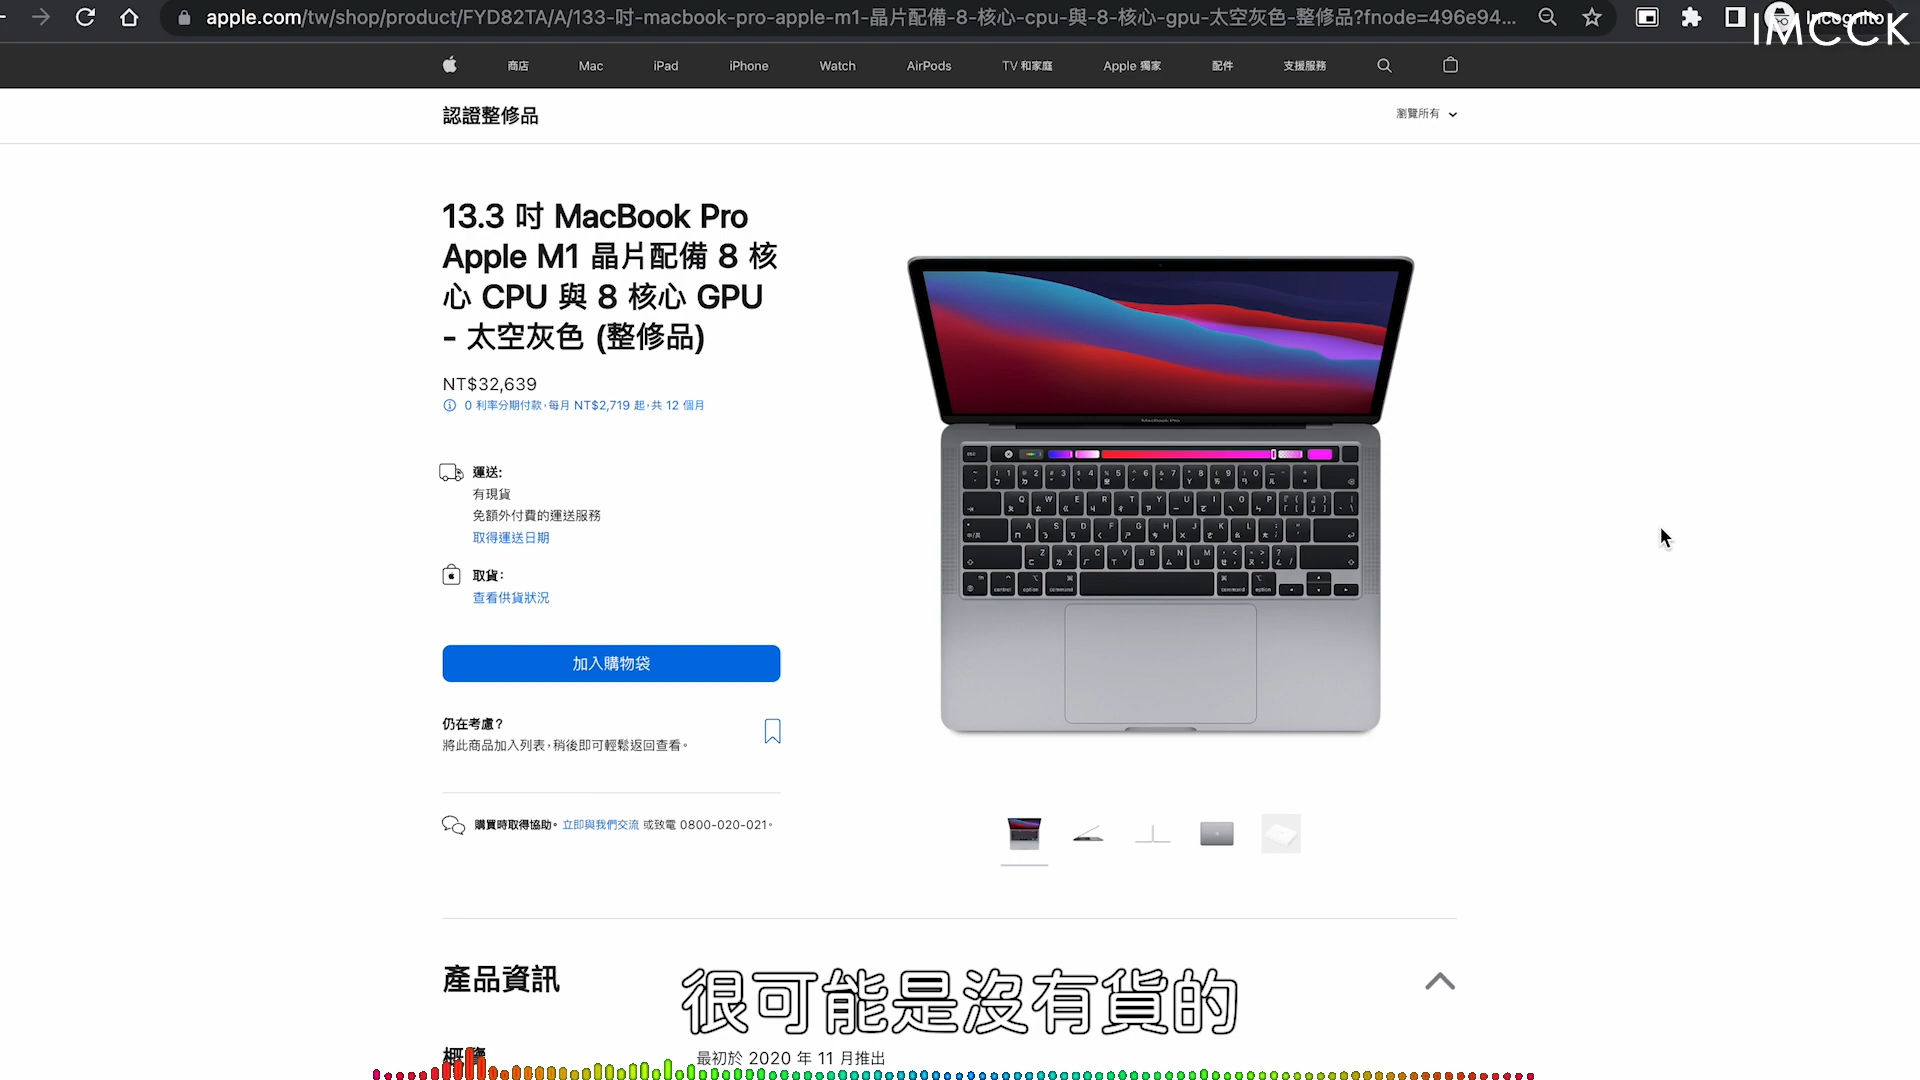 apple.com/tw/shop/product/FYD82TA/A/133-吋-macbook-pro-apple-m1-晶片配備-8-核心-cpu-與-8-核心-gpu-太空灰色-整修品?fnode=496e94...
Incognito
IMCCK
商店 Mac iPad iPhone Watch AirPods TV 和家庭 Apple 獨家 配件 支援服務
認證整修品
瀏覽所有
13.3 吋 MacBook Pro
Apple M1 晶片配備 8 核
心 CPU 與 8 核心 GPU
- 太空灰色 (整修品)
NT$32,639
0 利率分期付款,每月 NT$2,719 起,共 12 個月
運送:
有現貨
免額外付費的運送服務
取得運送日期
取貨:
查看供貨狀況
加入購物袋
仍在考慮?
將此商品加入列表,稍後即可輕鬆返回查看。
購買時取得協助。立即與我們交流 或致電 0800-020-021。
MacBook Pro
產品資訊
很可能是沒有貨的
概覽
最初於 2020 年 11 月推出